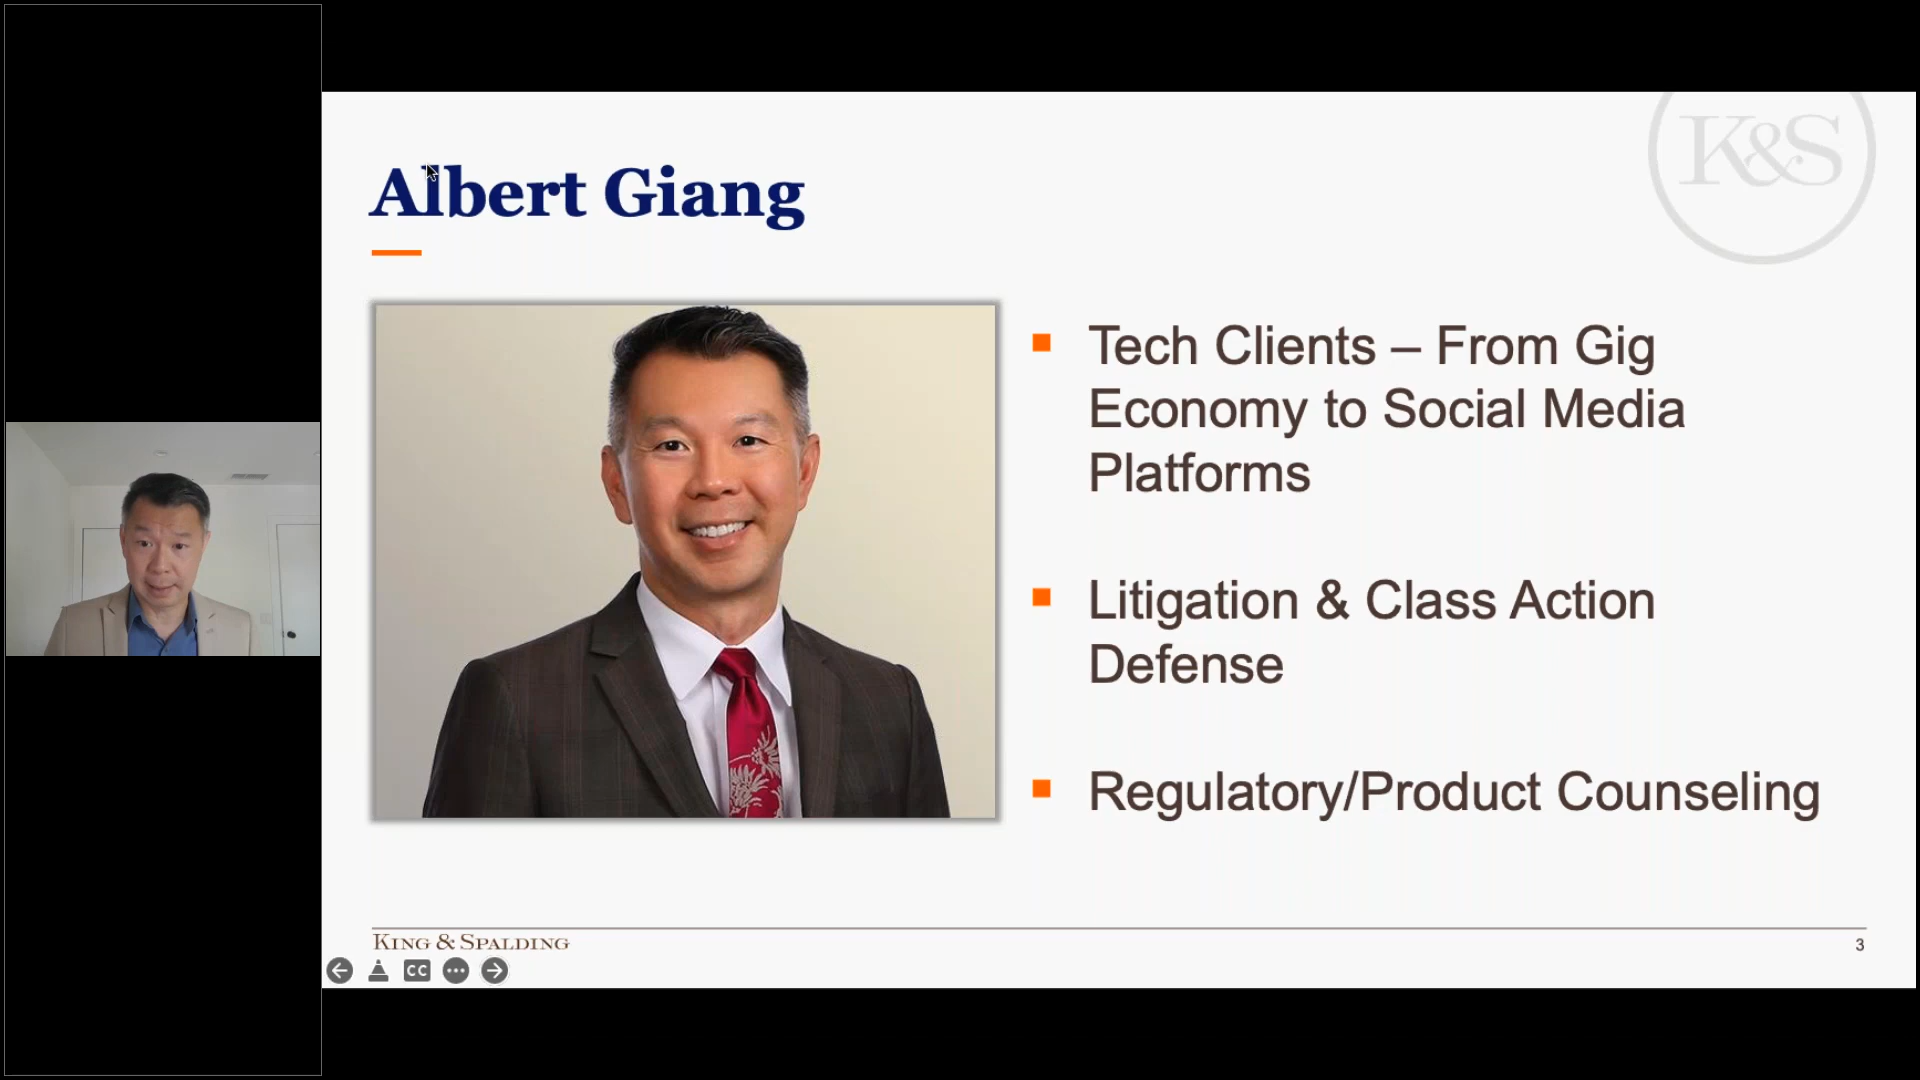 K&S
Albert Giang
Tech Clients – From Gig
Economy to Social Media
Platforms
Litigation & Class Action
Defense
Regulatory/Product Counseling
KING & SPALDING
3
CC